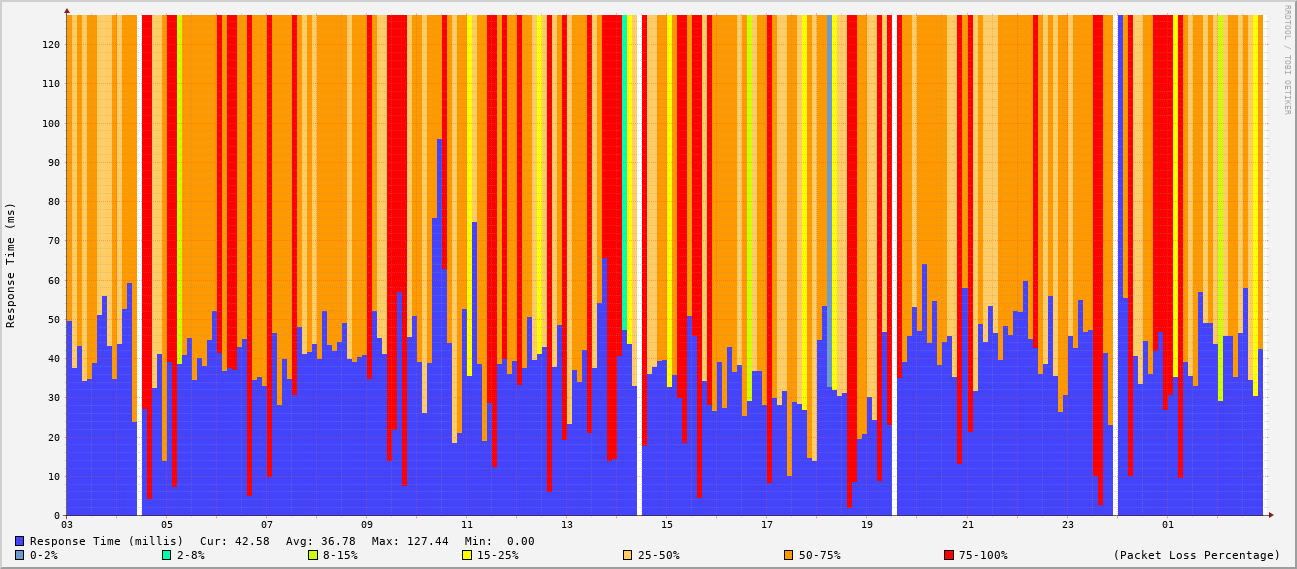 RRDTOOL / TOBI OETIKER
Response Time (ms)
120
110
100
90
80
70
60
50
40
30
20
10
0
03 05 07 09 11 13 15 17 19 21 23 01
Response Time (millis) Cur: 42.58 Avg: 36.78 Max: 127.44 Min: 0.00
0-2% 2-8% 8-15% 15-25% 25-50% 50-75% 75-100% (Packet Loss Percentage)